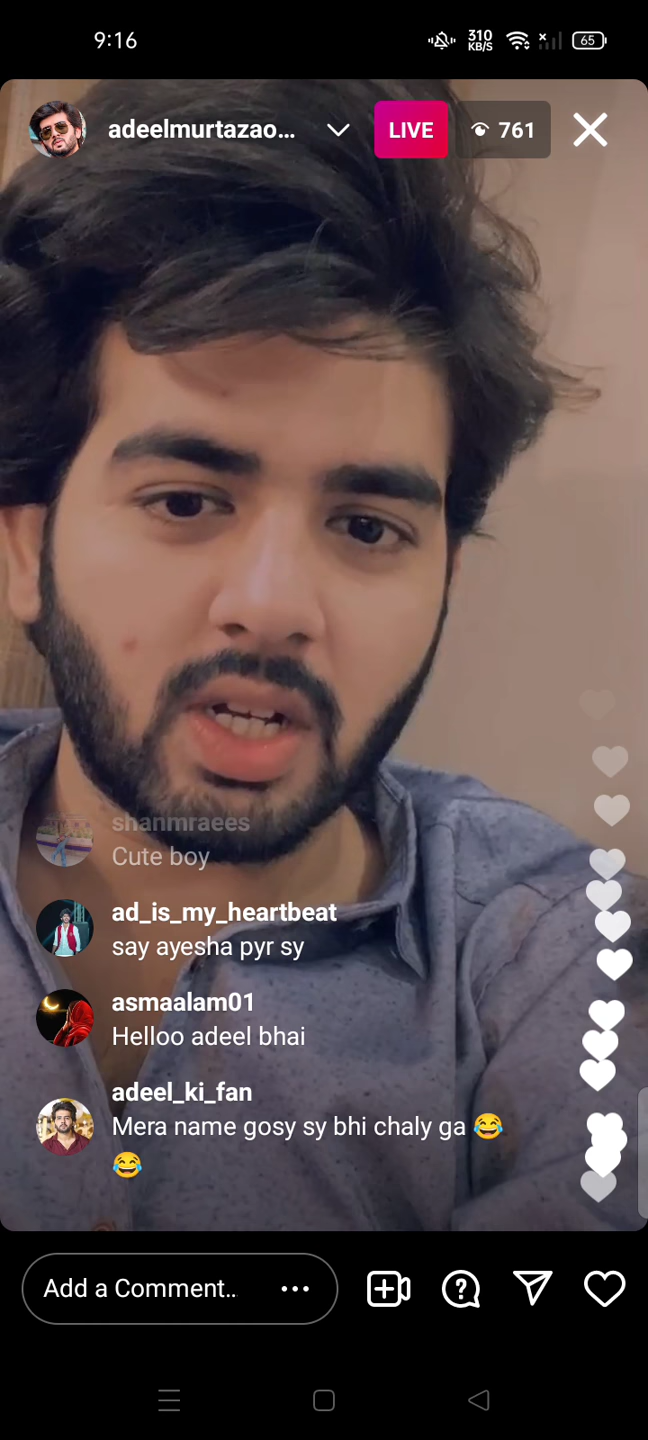 9:16
310
KB/S
65
adeelmurtazao...
LIVE
761
shanmraees
Cute boy
ad_is_my_heartbeat
say ayesha pyr sy
asmaalam01
Helloo adeel bhai
adeel_ki_fan
Mera name gosy sy bhi chaly ga 😂
😂
Add a Comment..